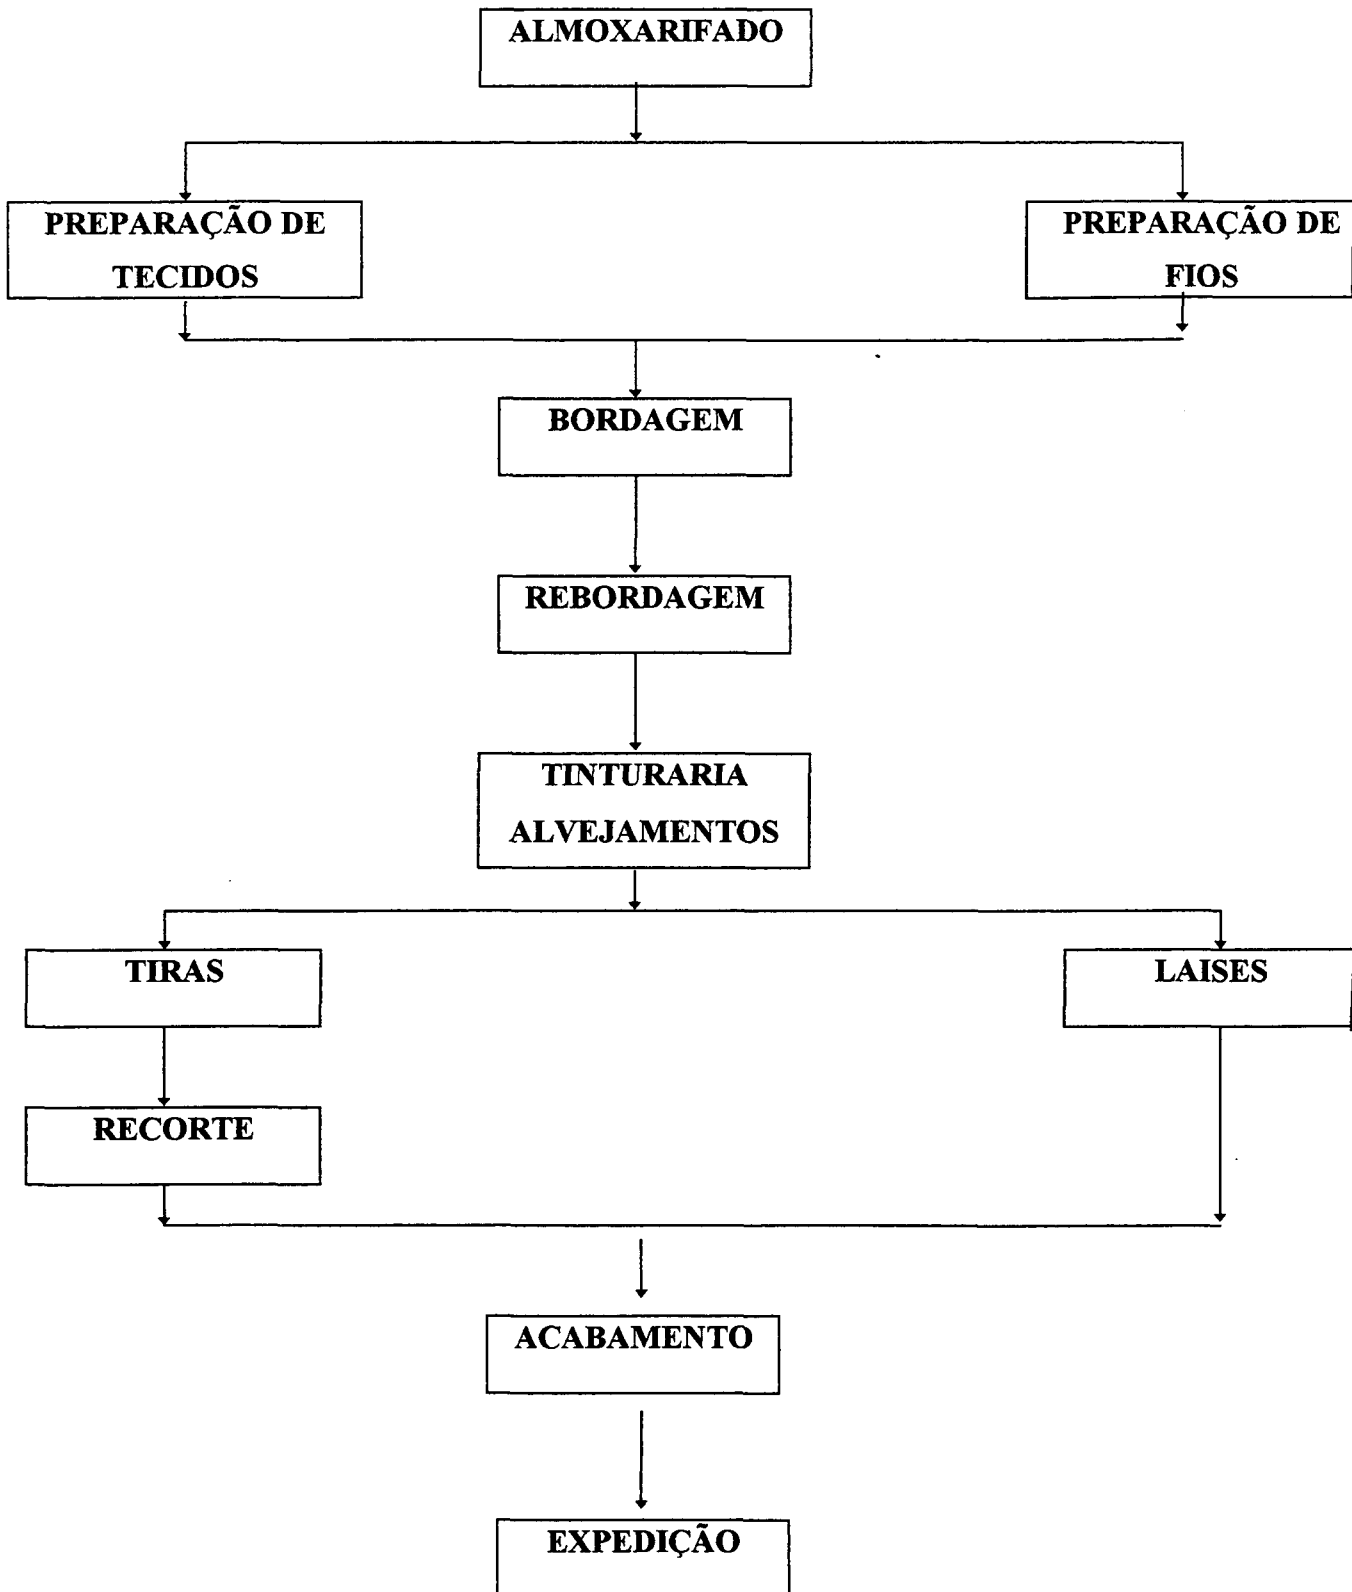 ALMOXARIFADO
PREPARAÇÃO DE
TECIDOS
PREPARAÇÃO DE
FIOS
BORDAGEM
REBORDAGEM
TINTURARIA
ALVEJAMENTOS
TIRAS
LAISES
RECORTE
ACABAMENTO
EXPEDIÇÃO